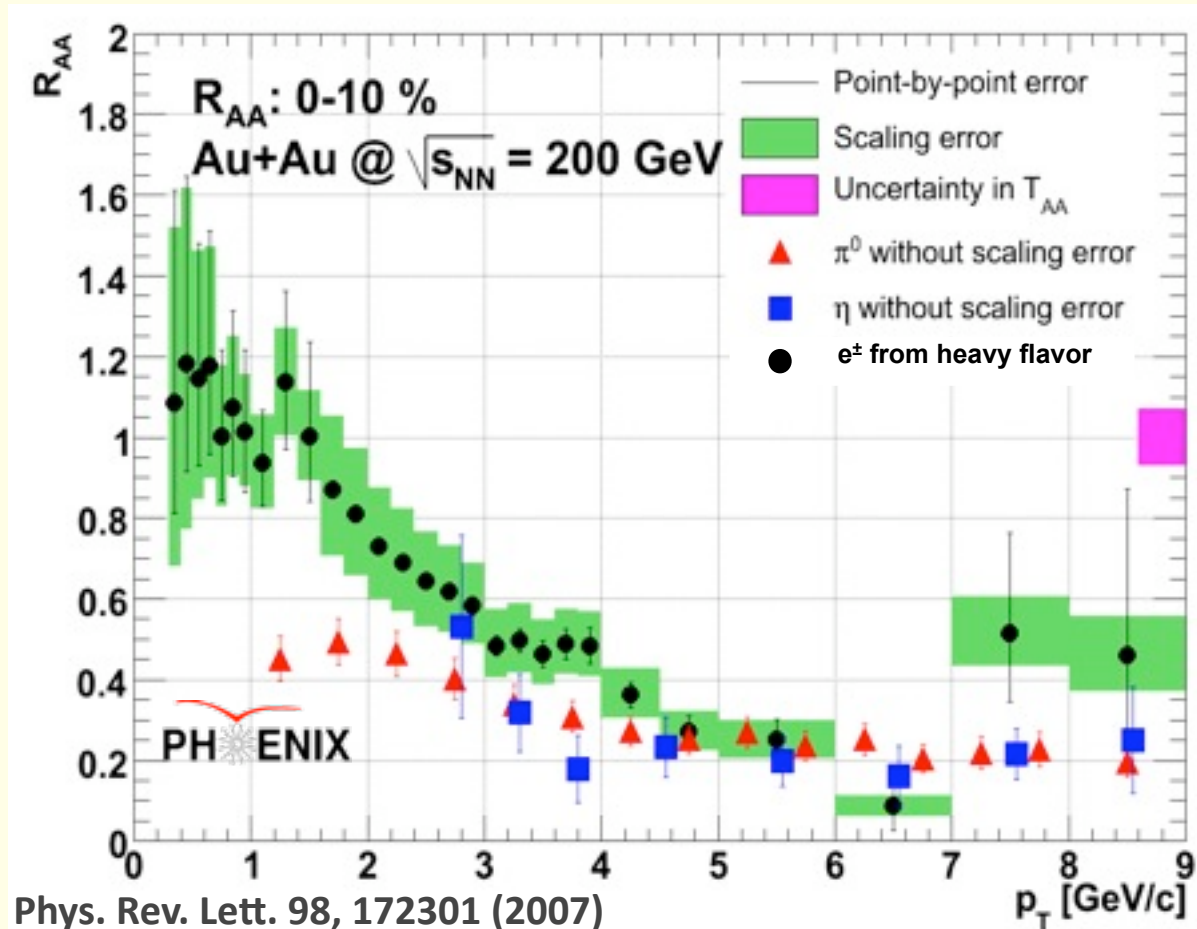 R_AA
2
1.8
1.6
1.4
1.2
1
0.8
0.6
0.4
0.2
0
R_AA: 0-10 %
Au+Au @ √s_NN = 200 GeV
Point-by-point error
Scaling error
Uncertainty in T_AA
π⁰ without scaling error
η without scaling error
e± from heavy flavor
PHENIX
0 1 2 3 4 5 6 7 8 9
p_T [GeV/c]
Phys. Rev. Lett. 98, 172301 (2007)